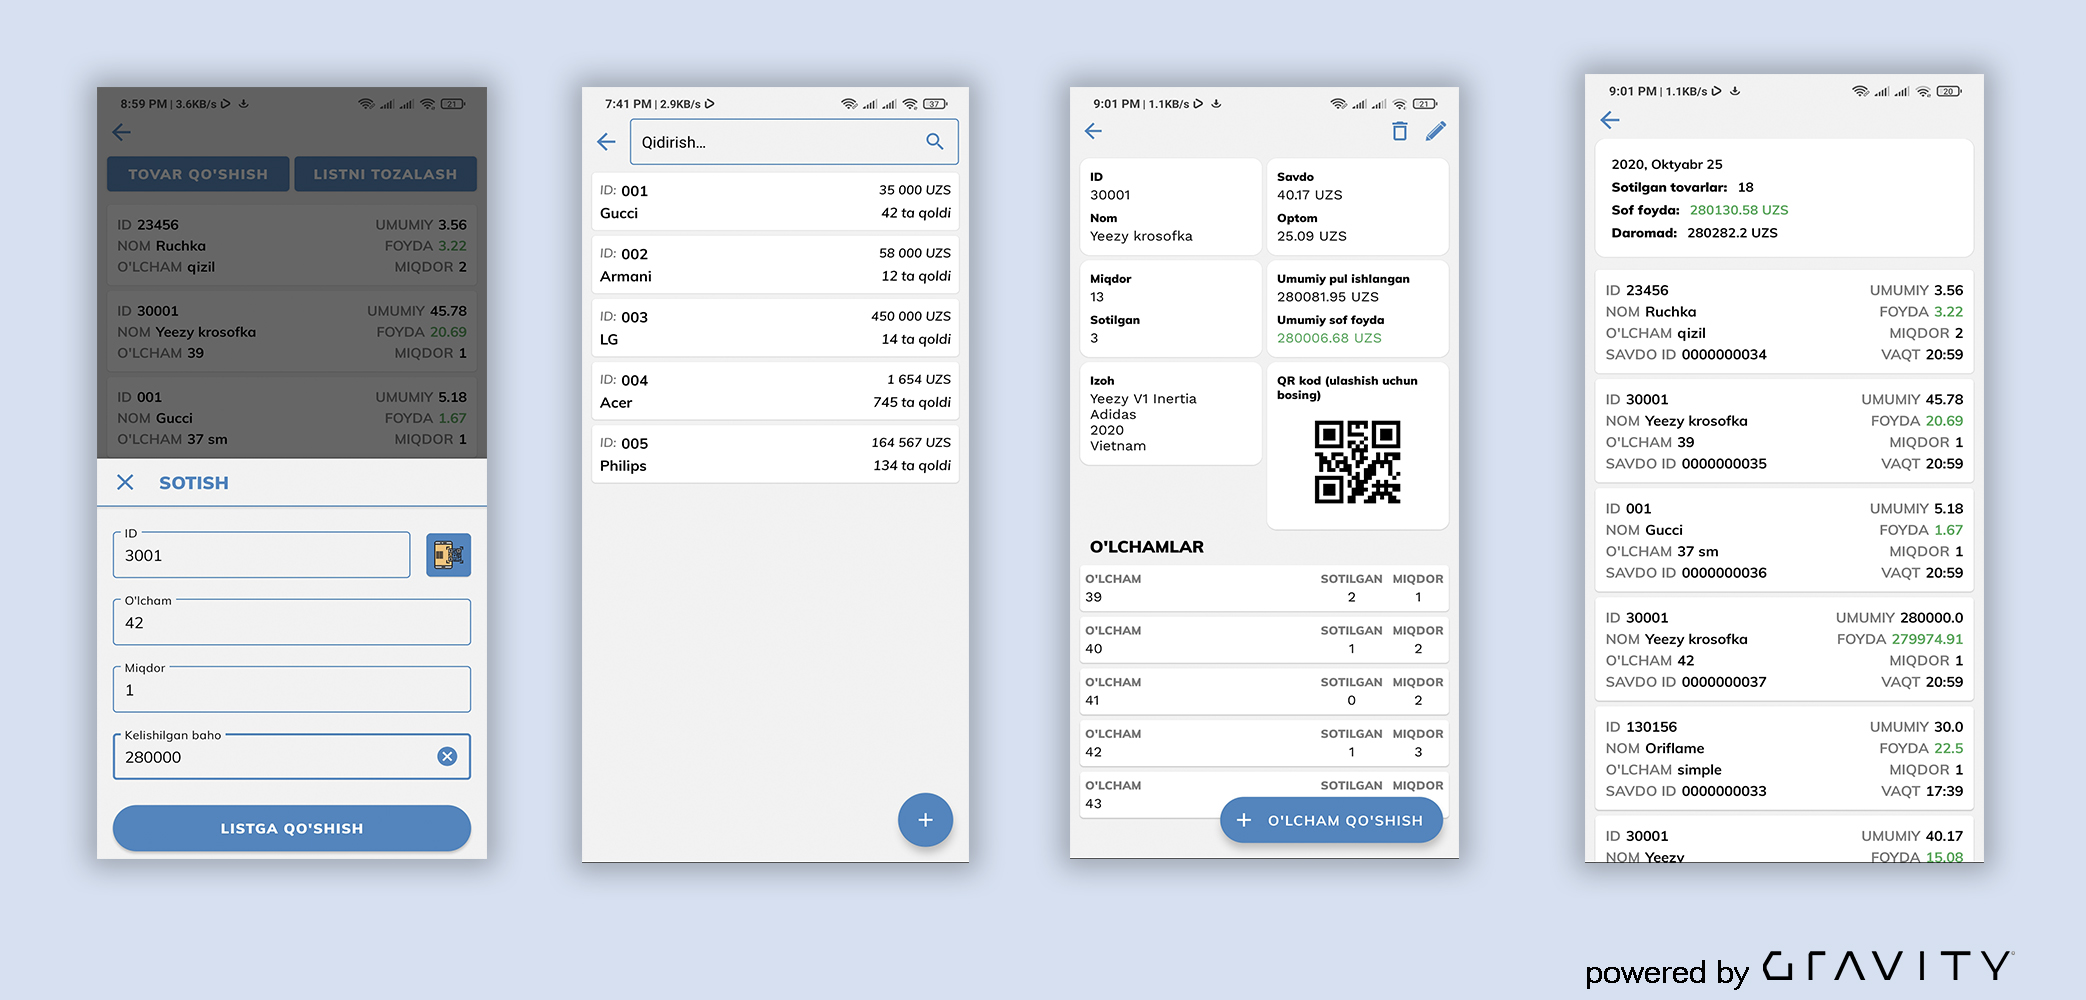 8:59 PM | 3.6KB/s
21
TOVAR QO'SHISH
LISTNI TOZALASH
ID 23456
UMUMIY 3.56
NOM Ruchka
FOYDA 3.22
O'LCHAM qizil
MIQDOR 2
ID 30001
UMUMIY 45.78
NOM Yeezy krosofka
FOYDA 20.69
O'LCHAM 39
MIQDOR 1
ID 001
UMUMIY 5.18
NOM Gucci
FOYDA 1.67
O'LCHAM 37 sm
MIQDOR 1
SOTISH
ID
3001
O'lcham
42
Miqdor
1
Kelishilgan baho
280000
LISTGA QO'SHISH
7:41 PM | 2.9KB/s
37
Qidirish...
ID: 001
35 000 UZS
Gucci
42 ta qoldi
ID: 002
58 000 UZS
Armani
12 ta qoldi
ID: 003
450 000 UZS
LG
14 ta qoldi
ID: 004
1 654 UZS
Acer
745 ta qoldi
ID: 005
164 567 UZS
Philips
134 ta qoldi
+
9:01 PM | 1.1KB/s
21
ID
30001
Nom
Yeezy krosofka
Savdo
40.17 UZS
Optom
25.09 UZS
Miqdor
13
Sotilgan
3
Umumiy pul ishlangan
280081.95 UZS
Umumiy sof foyda
280006.68 UZS
Izoh
Yeezy V1 Inertia
Adidas
2020
Vietnam
QR kod (ulashish uchun
bosing)
O'LCHAMLAR
O'LCHAM SOTILGAN MIQDOR
39 2 1
O'LCHAM SOTILGAN MIQDOR
40 1 2
O'LCHAM SOTILGAN MIQDOR
41 0 2
O'LCHAM SOTILGAN MIQDOR
42 1 3
O'LCHAM SOTILGAN MIQDOR
43
+ O'LCHAM QO'SHISH
9:01 PM | 1.1KB/s
20
2020, Oktyabr 25
Sotilgan tovarlar: 18
Sof foyda: 280130.58 UZS
Daromad: 280282.2 UZS
ID 23456
UMUMIY 3.56
NOM Ruchka
FOYDA 3.22
O'LCHAM qizil
MIQDOR 2
SAVDO ID 0000000034
VAQT 20:59
ID 30001
UMUMIY 45.78
NOM Yeezy krosofka
FOYDA 20.69
O'LCHAM 39
MIQDOR 1
SAVDO ID 0000000035
VAQT 20:59
ID 001
UMUMIY 5.18
NOM Gucci
FOYDA 1.67
O'LCHAM 37 sm
MIQDOR 1
SAVDO ID 0000000036
VAQT 20:59
ID 30001
UMUMIY 280000.0
NOM Yeezy krosofka
FOYDA 279974.91
O'LCHAM 42
MIQDOR 1
SAVDO ID 0000000037
VAQT 20:59
ID 130156
UMUMIY 30.0
NOM Oriflame
FOYDA 22.5
O'LCHAM simple
MIQDOR 1
SAVDO ID 0000000033
VAQT 17:39
ID 30001
UMUMIY 40.17
NOM Yeezy
FOYDA 15.08
powered by GRAVITY